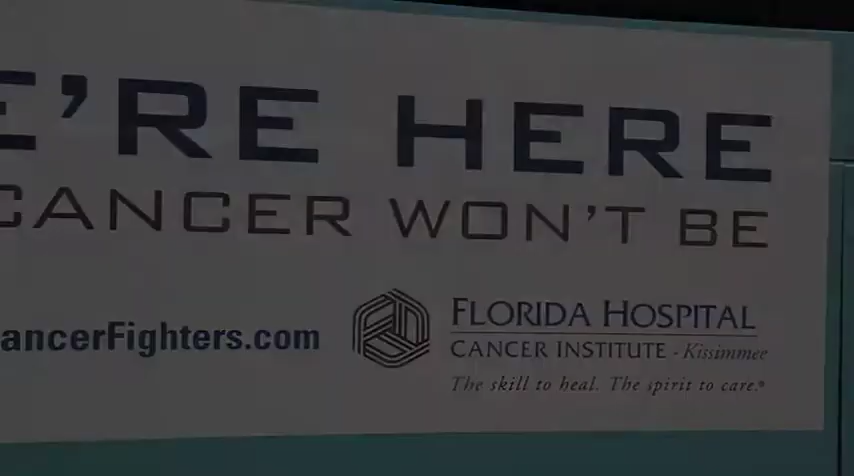 E'RE HERE
CANCER WON'T BE
ancerFighters.com
FLORIDA HOSPITAL
CANCER INSTITUTE - Kissimmee
The skill to heal. The spirit to care.®